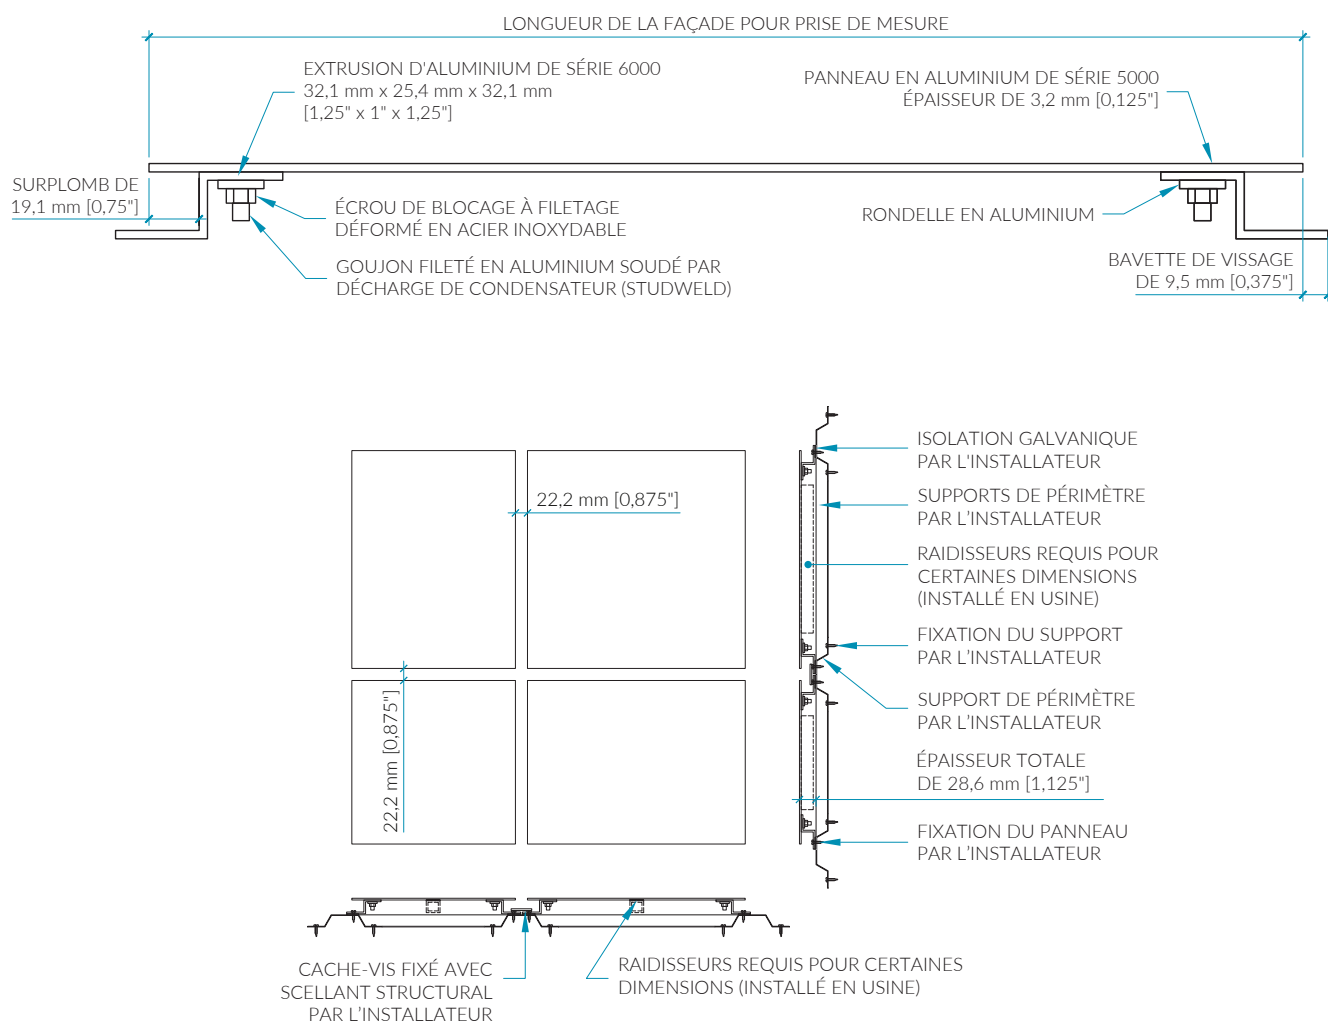 LONGUEUR DE LA FAÇADE POUR PRISE DE MESURE
EXTRUSION D'ALUMINIUM DE SÉRIE 6000
32,1 mm x 25,4 mm x 32,1 mm
[1,25" x 1" x 1,25"]
PANNEAU EN ALUMINIUM DE SÉRIE 5000
ÉPAISSEUR DE 3,2 mm [0,125"]
SURPLOMB DE
19,1 mm [0,75"]
ÉCROU DE BLOCAGE À FILETAGE
DÉFORMÉ EN ACIER INOXYDABLE
RONDELLE EN ALUMINIUM
GOUJON FILETÉ EN ALUMINIUM SOUDÉ PAR
DÉCHARGE DE CONDENSATEUR (STUDWELD)
BAVETTE DE VISSAGE
DE 9,5 mm [0,375"]
22,2 mm [0,875"]
22,2 mm [0,875"]
ISOLATION GALVANIQUE
PAR L'INSTALLATEUR
SUPPORTS DE PÉRIMÈTRE
PAR L’INSTALLATEUR
RAIDISSEURS REQUIS POUR
CERTAINES DIMENSIONS
(INSTALLÉ EN USINE)
FIXATION DU SUPPORT
PAR L’INSTALLATEUR
SUPPORT DE PÉRIMÈTRE
PAR L’INSTALLATEUR
ÉPAISSEUR TOTALE
DE 28,6 mm [1,125"]
FIXATION DU PANNEAU
PAR L’INSTALLATEUR
CACHE-VIS FIXÉ AVEC
SCELLANT STRUCTURAL
PAR L’INSTALLATEUR
RAIDISSEURS REQUIS POUR CERTAINES
DIMENSIONS (INSTALLÉ EN USINE)